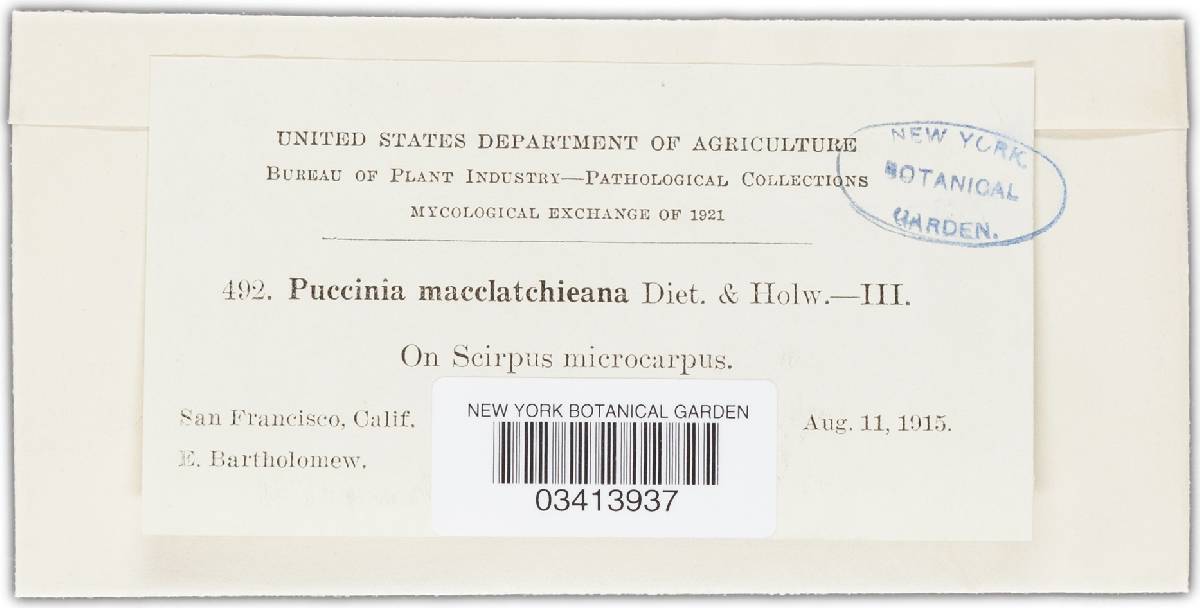 UNITED STATES DEPARTMENT OF AGRICULTURE
BUREAU OF PLANT INDUSTRY—PATHOLOGICAL COLLECTIONS
MYCOLOGICAL EXCHANGE OF 1921
NEW YORK
BOTANICAL
GARDEN.
492. Puccinia macclatchieana Diet. & Holw.—III.
On Scirpus microcarpus.
San Francisco, Calif.
Aug. 11, 1915.
E. Bartholomew.
NEW YORK BOTANICAL GARDEN
03413937